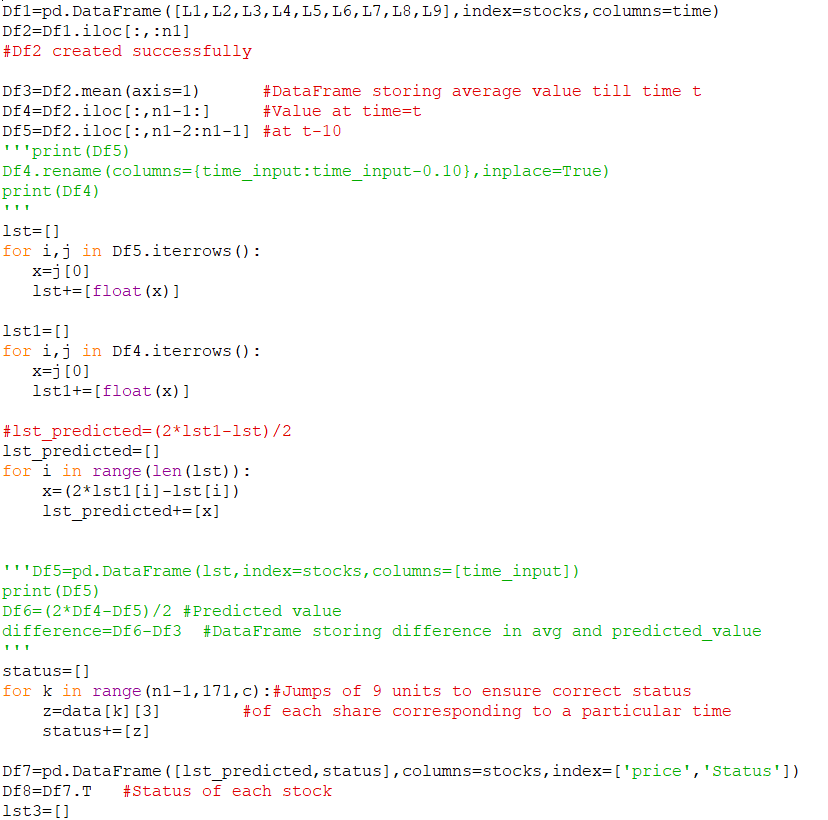 Df1=pd.DataFrame([L1,L2,L3,L4,L5,L6,L7,L8,L9],index=stocks,columns=time)
Df2=Df1.iloc[:,:n1]
#Df2 created successfully

Df3=Df2.mean(axis=1)      #DataFrame storing average value till time t
Df4=Df2.iloc[:,n1-1:]     #Value at time=t
Df5=Df2.iloc[:,n1-2:n1-1] #at t-10
'''print(Df5)
Df4.rename(columns={time_input:time_input-0.10},inplace=True)
print(Df4)
'''
lst=[]
for i,j in Df5.iterrows():
   x=j[0]
   lst+=[float(x)]

lst1=[]
for i,j in Df4.iterrows():
   x=j[0]
   lst1+=[float(x)]

#lst_predicted=(2*lst1-lst)/2
lst_predicted=[]
for i in range(len(lst)):
    x=(2*lst1[i]-lst[i])
    lst_predicted+=[x]


'''Df5=pd.DataFrame(lst,index=stocks,columns=[time_input])
print(Df5)
Df6=(2*Df4-Df5)/2 #Predicted value
difference=Df6-Df3  #DataFrame storing difference in avg and predicted_value
'''
status=[]
for k in range(n1-1,171,c):#Jumps of 9 units to ensure correct status
    z=data[k][3]        #of each share corresponding to a particular time
    status+=[z]

Df7=pd.DataFrame([lst_predicted,status],columns=stocks,index=['price','Status'])
Df8=Df7.T   #Status of each stock
lst3=[]